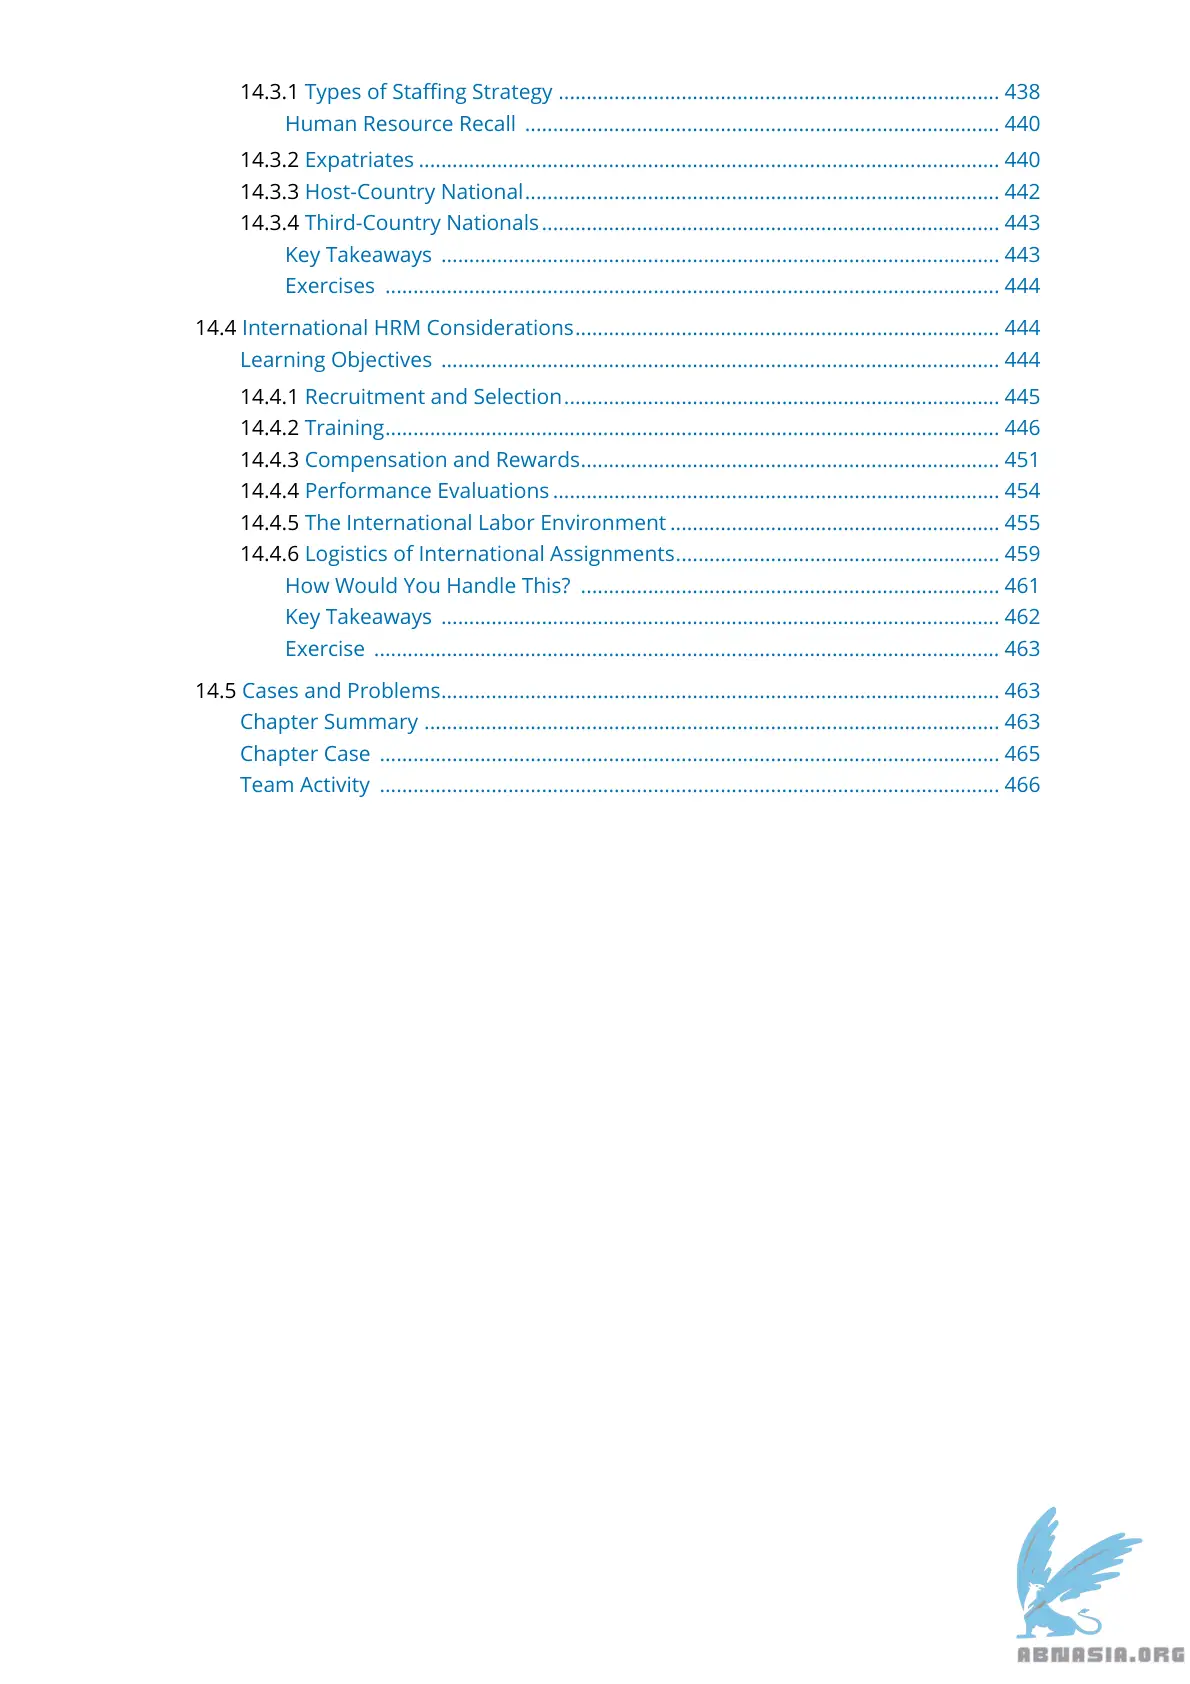 14.3.1 Types of Staffing Strategy ............................................................................... 438
Human Resource Recall ..................................................................................... 440
14.3.2 Expatriates ........................................................................................................ 440
14.3.3 Host-Country National..................................................................................... 442
14.3.4 Third-Country Nationals .................................................................................. 443
Key Takeaways .................................................................................................... 443
Exercises .............................................................................................................. 444
14.4 International HRM Considerations............................................................................ 444
Learning Objectives .................................................................................................... 444
14.4.1 Recruitment and Selection.............................................................................. 445
14.4.2 Training.............................................................................................................. 446
14.4.3 Compensation and Rewards........................................................................... 451
14.4.4 Performance Evaluations ................................................................................ 454
14.4.5 The International Labor Environment ........................................................... 455
14.4.6 Logistics of International Assignments.......................................................... 459
How Would You Handle This? ........................................................................... 461
Key Takeaways .................................................................................................... 462
Exercise ................................................................................................................ 463
14.5 Cases and Problems.................................................................................................... 463
Chapter Summary ....................................................................................................... 463
Chapter Case ............................................................................................................... 465
Team Activity ............................................................................................................... 466
ABNASIA.ORG